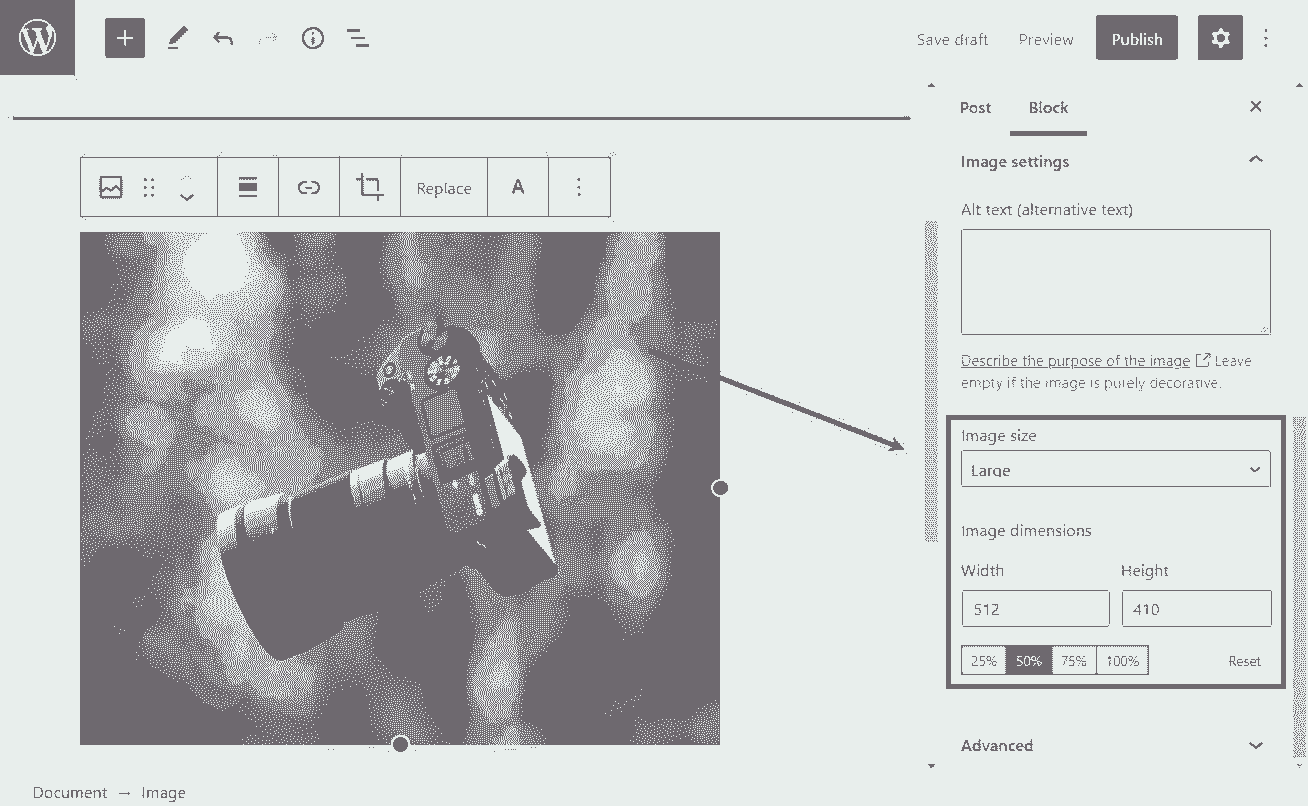 Save draft Preview Publish
Post Block
Image settings
Replace A
Alt text (alternative text)
Describe the purpose of the image Leave
empty if the image is purely decorative.
Image size
Large
Image dimensions
Width Height
512 410
25% 50% 75% 100% Reset
Advanced
Document → Image